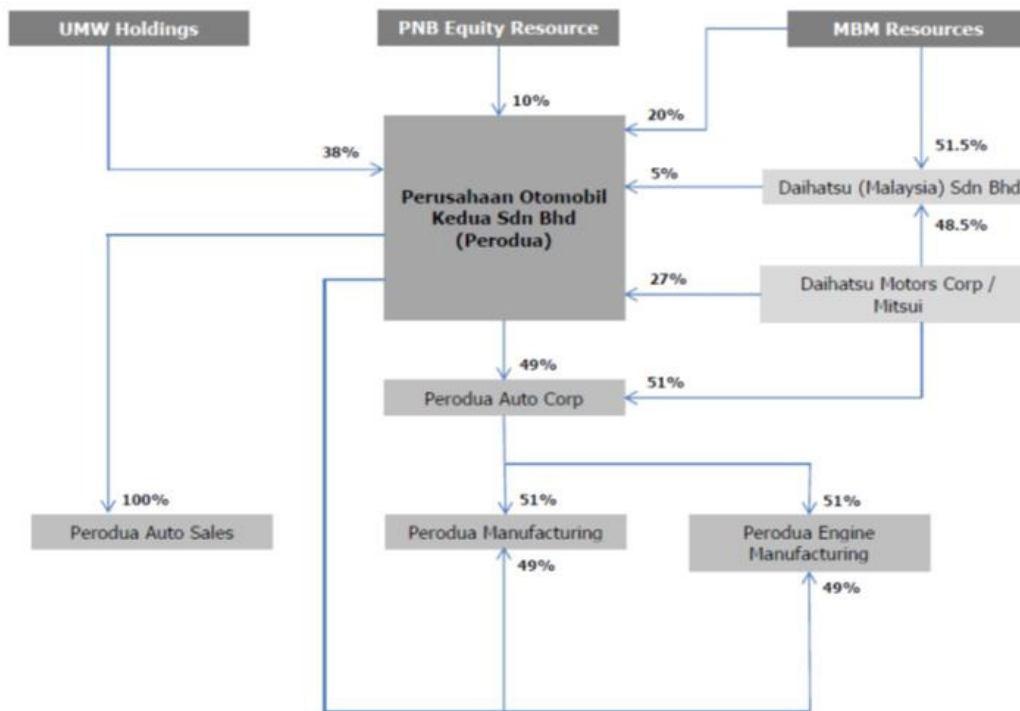 UMW Holdings
PNB Equity Resource
MBM Resources
10%
20%
38%
51.5%
5%
Perusahaan Otomobil
Kedua Sdn Bhd
(Perodua)
Daihatsu (Malaysia) Sdn Bhd
48.5%
27%
Daihatsu Motors Corp /
Mitsui
49%
51%
Perodua Auto Corp
100%
51%
51%
Perodua Auto Sales
Perodua Manufacturing
Perodua Engine
Manufacturing
49%
49%